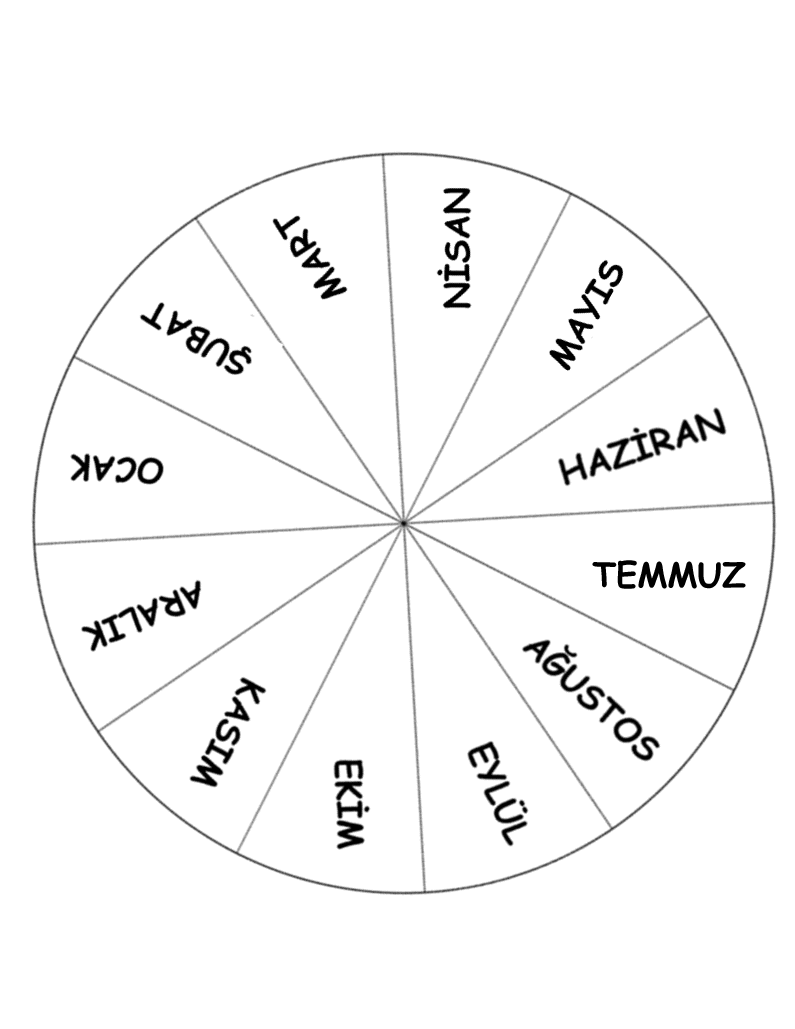 OCAK
ŞUBAT
MART
NİSAN
MAYIS
HAZİRAN
TEMMUZ
AĞUSTOS
EYLÜL
EKİM
KASIM
ARALIK